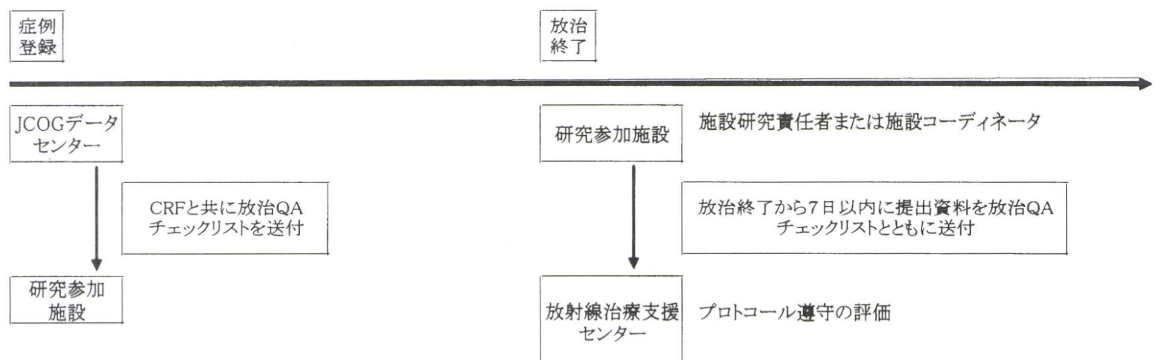 症例
登録
放治
終了
JCOGデータ
センター
CRFと共に放治QA
チェックリストを送付
研究参加
施設
研究参加施設
施設研究責任者または施設コーディネータ
放治終了から7日以内に提出資料を放治QA
チェックリストとともに送付
放射線治療支援
センター
プロトコール遵守の評価